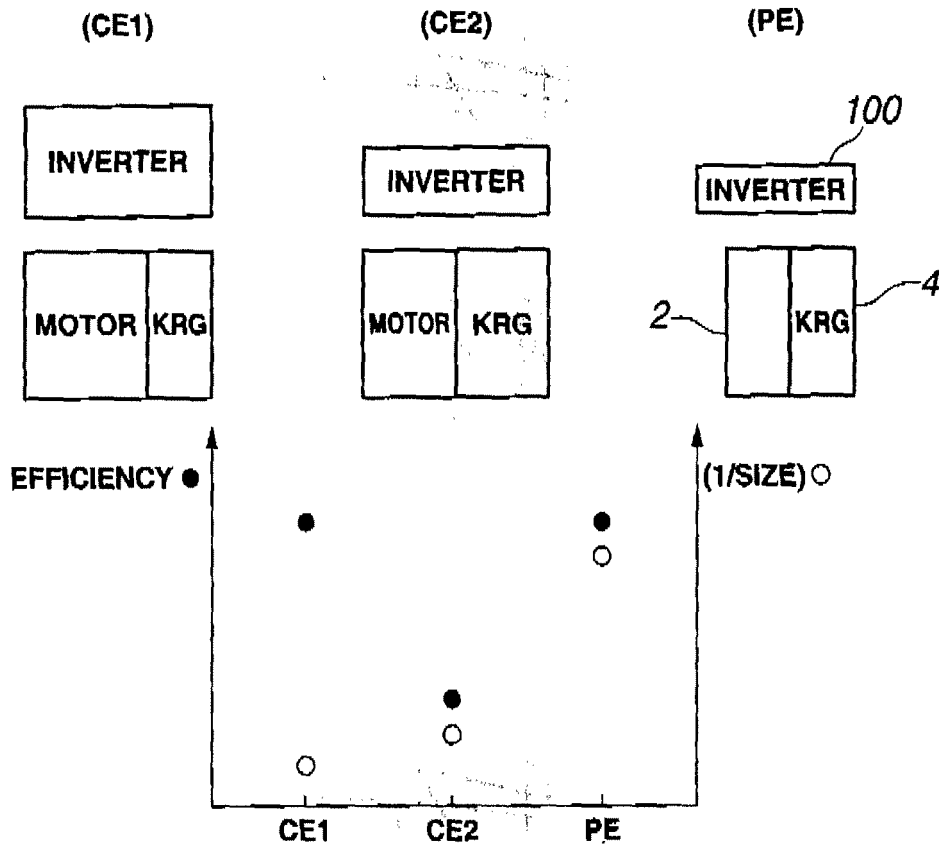 (CE1) (CE2) (PE)
100
INVERTER INVERTER INVERTER
MOTOR KRG MOTOR KRG 2 KRG 4
EFFICIENCY (1/SIZE)
CE1 CE2 PE